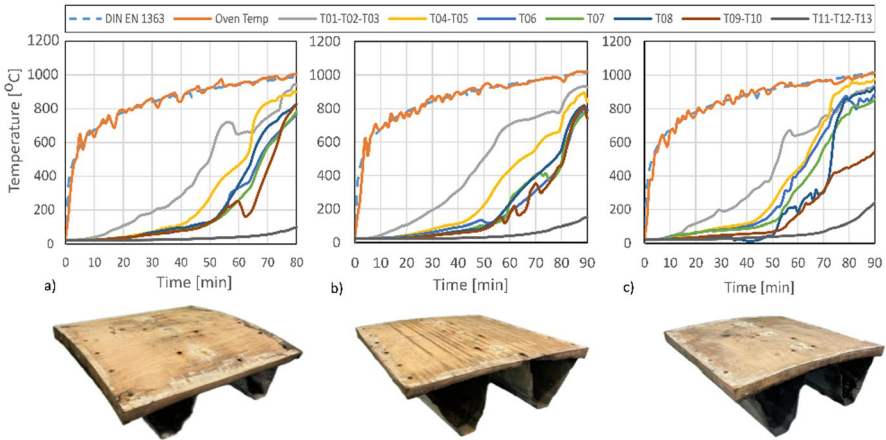 DIN EN 1363 Oven Temp T01-T02-T03 T04-T05 T06 T07 T08 T09-T10 T11-T12-T13
1200 1200 1200
1000 1000 1000
800 800 800
600 600 600
400 400 400
200 200 200
0 0 0
Temperature [°C]
0 10 20 30 40 50 60 70 80 0 10 20 30 40 50 60 70 80 90 0 10 20 30 40 50 60 70 80 90
a) Time [min] b) Time [min] c) Time [min]